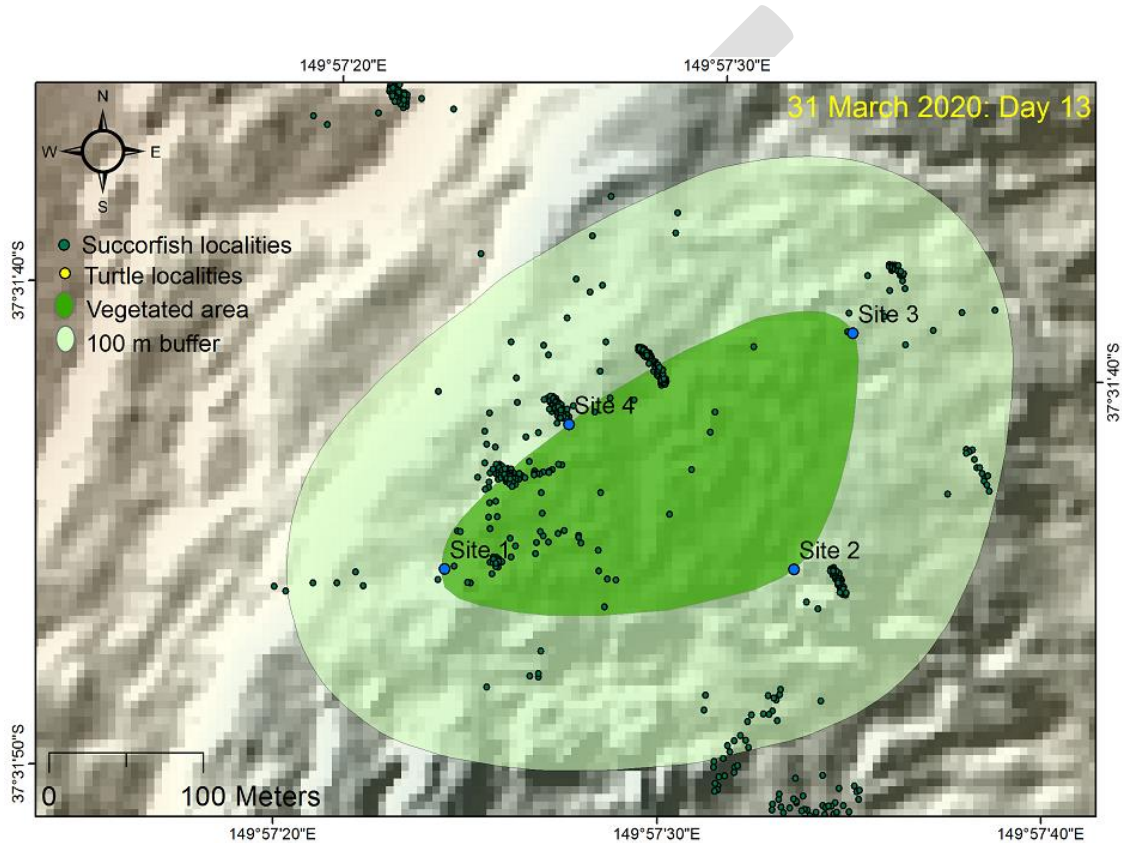 149°57'20"E 149°57'30"E
31 March 2020: Day 13
N
W E
S
Succorfish localities
Turtle localities
Vegetated area
100 m buffer
37°31'40"S
Site 3
37°31'40"S
Site 4
Site 1
Site 2
37°31'50"S
0 100 Meters
149°57'20"E 149°57'30"E 149°57'40"E